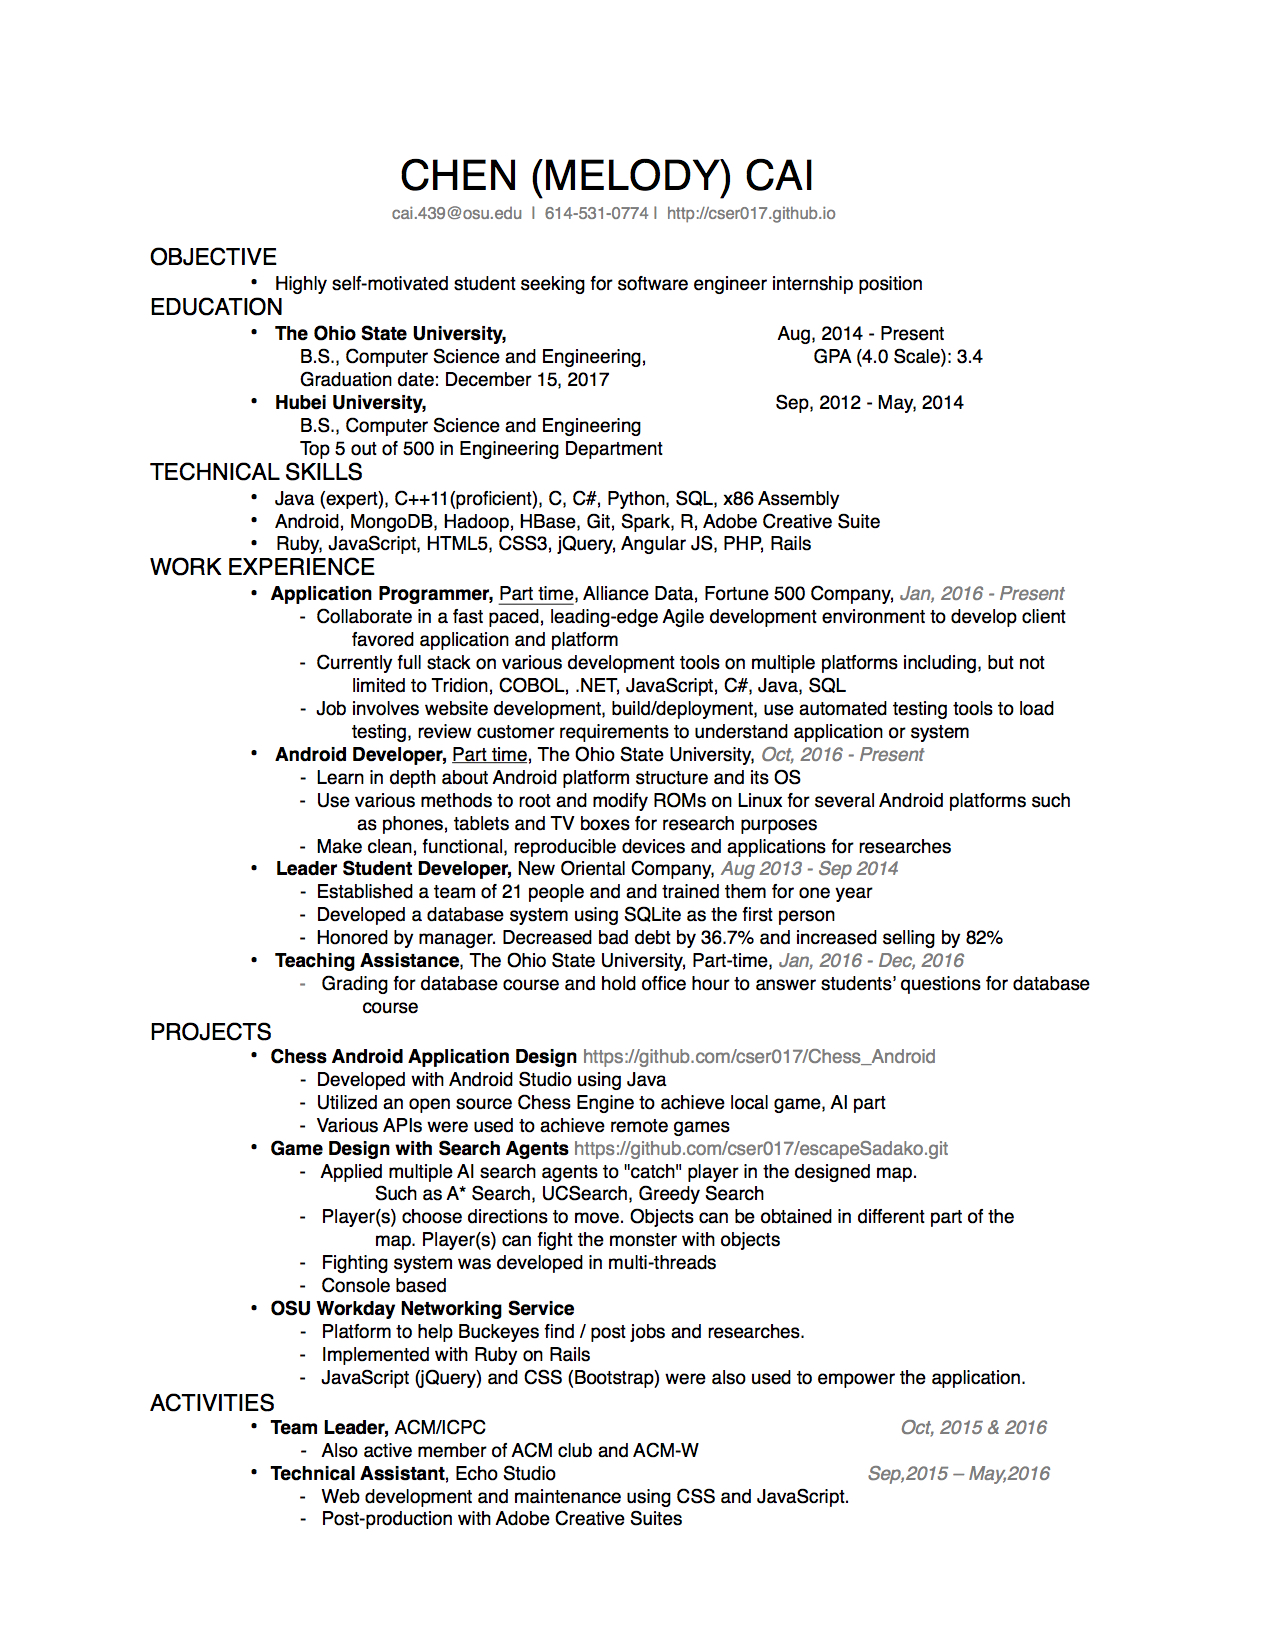 CHEN (MELODY) CAI
cai.439@osu.edu | 614-531-0774 | http://cser017.github.io
OBJECTIVE
• Highly self-motivated student seeking for software engineer internship position
EDUCATION
• The Ohio State University, Aug, 2014 - Present
B.S., Computer Science and Engineering, GPA (4.0 Scale): 3.4
Graduation date: December 15, 2017
• Hubei University, Sep, 2012 - May, 2014
B.S., Computer Science and Engineering
Top 5 out of 500 in Engineering Department
TECHNICAL SKILLS
• Java (expert), C++11(proficient), C, C#, Python, SQL, x86 Assembly
• Android, MongoDB, Hadoop, HBase, Git, Spark, R, Adobe Creative Suite
• Ruby, JavaScript, HTML5, CSS3, jQuery, Angular JS, PHP, Rails
WORK EXPERIENCE
• Application Programmer, Part time, Alliance Data, Fortune 500 Company, Jan, 2016 - Present
- Collaborate in a fast paced, leading-edge Agile development environment to develop client
favored application and platform
- Currently full stack on various development tools on multiple platforms including, but not
limited to Tridion, COBOL, .NET, JavaScript, C#, Java, SQL
- Job involves website development, build/deployment, use automated testing tools to load
testing, review customer requirements to understand application or system
• Android Developer, Part time, The Ohio State University, Oct, 2016 - Present
- Learn in depth about Android platform structure and its OS
- Use various methods to root and modify ROMs on Linux for several Android platforms such
as phones, tablets and TV boxes for research purposes
- Make clean, functional, reproducible devices and applications for researches
• Leader Student Developer, New Oriental Company, Aug 2013 - Sep 2014
- Established a team of 21 people and and trained them for one year
- Developed a database system using SQLite as the first person
- Honored by manager. Decreased bad debt by 36.7% and increased selling by 82%
• Teaching Assistance, The Ohio State University, Part-time, Jan, 2016 - Dec, 2016
- Grading for database course and hold office hour to answer students' questions for database
course
PROJECTS
• Chess Android Application Design https://github.com/cser017/Chess_Android
- Developed with Android Studio using Java
- Utilized an open source Chess Engine to achieve local game, AI part
- Various APIs were used to achieve remote games
• Game Design with Search Agents https://github.com/cser017/escapeSadako.git
- Applied multiple AI search agents to "catch" player in the designed map.
Such as A* Search, UCSearch, Greedy Search
- Player(s) choose directions to move. Objects can be obtained in different part of the
map. Player(s) can fight the monster with objects
- Fighting system was developed in multi-threads
- Console based
• OSU Workday Networking Service
- Platform to help Buckeyes find / post jobs and researches.
- Implemented with Ruby on Rails
- JavaScript (jQuery) and CSS (Bootstrap) were also used to empower the application.
ACTIVITIES
• Team Leader, ACM/ICPC Oct, 2015 & 2016
- Also active member of ACM club and ACM-W
• Technical Assistant, Echo Studio Sep,2015 – May,2016
- Web development and maintenance using CSS and JavaScript.
- Post-production with Adobe Creative Suites